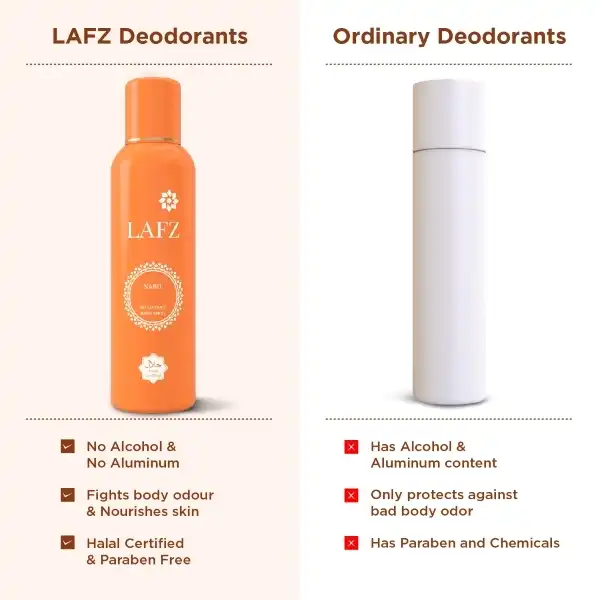 LAFZ Deodorants
LAFZ
حلال
No Alcohol &
No Aluminum
Fights body odour
& Nourishes skin
Halal Certified
& Paraben Free
Ordinary Deodorants
Has Alcohol &
Aluminum content
Only protects against
bad body odor
Has Paraben and Chemicals